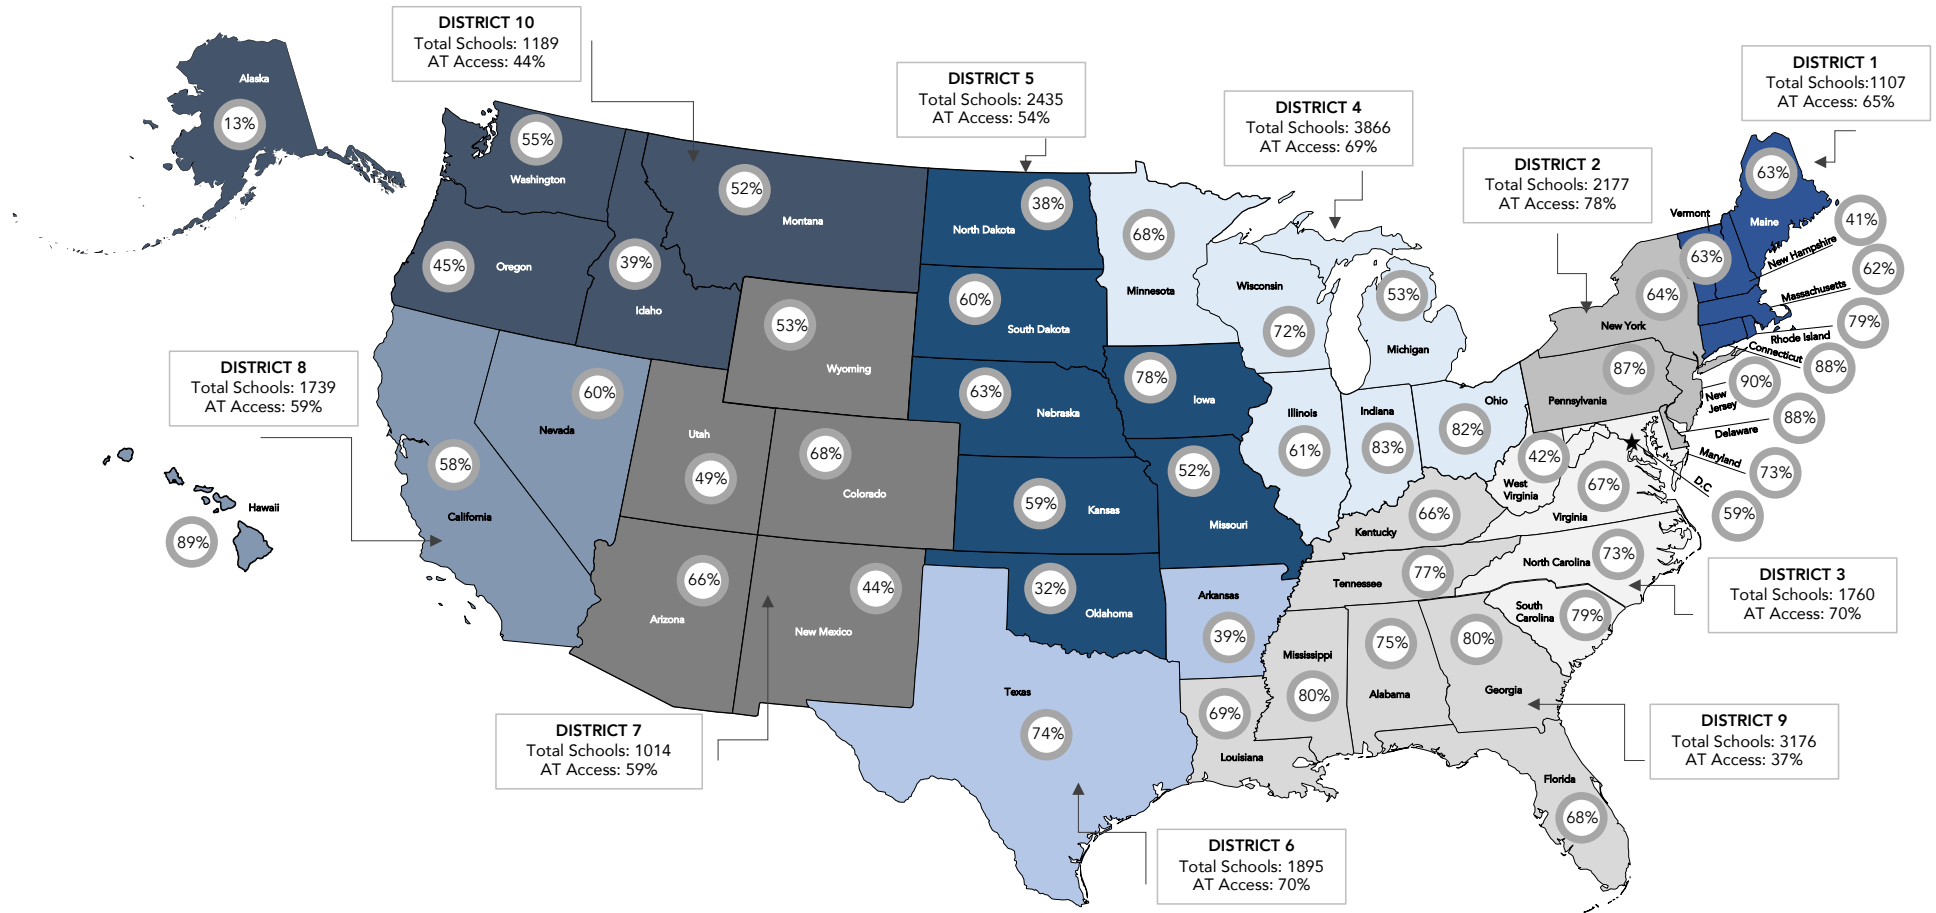 DISTRICT 10
Total Schools: 1189
AT Access: 44%
DISTRICT 5
Total Schools: 2435
AT Access: 54%
DISTRICT 4
Total Schools: 3866
AT Access: 69%
DISTRICT 1
Total Schools:1107
AT Access: 65%
DISTRICT 2
Total Schools: 2177
AT Access: 78%
DISTRICT 8
Total Schools: 1739
AT Access: 59%
DISTRICT 7
Total Schools: 1014
AT Access: 59%
DISTRICT 6
Total Schools: 1895
AT Access: 70%
DISTRICT 3
Total Schools: 1760
AT Access: 70%
DISTRICT 9
Total Schools: 3176
AT Access: 37%
Alaska
13%
55%
Washington
45%
Oregon
39%
Idaho
52%
Montana
53%
Wyoming
60%
Nevada
58%
California
Hawaii
89%
Utah
49%
68%
Colorado
66%
Arizona
44%
New Mexico
38%
North Dakota
60%
South Dakota
63%
Nebraska
59%
Kansas
32%
Oklahoma
78%
Iowa
52%
Missouri
68%
Minnesota
Wisconsin
72%
53%
Michigan
Illinois
61%
Indiana
83%
Ohio
82%
Arkansas
39%
Texas
74%
69%
Louisiana
Mississippi
80%
75%
Alabama
80%
Georgia
Florida
68%
66%
Kentucky
77%
Tennessee
73%
North Carolina
South
Carolina
79%
42%
West
Virginia
67%
Virginia
64%
New York
87%
Pennsylvania
63%
Maine
Vermont
63%
41%
New Hampshire
62%
Massachusetts
79%
Rhode Island
88%
Connecticut
90%
New
Jersey
88%
Delaware
73%
Maryland
59%
D.C